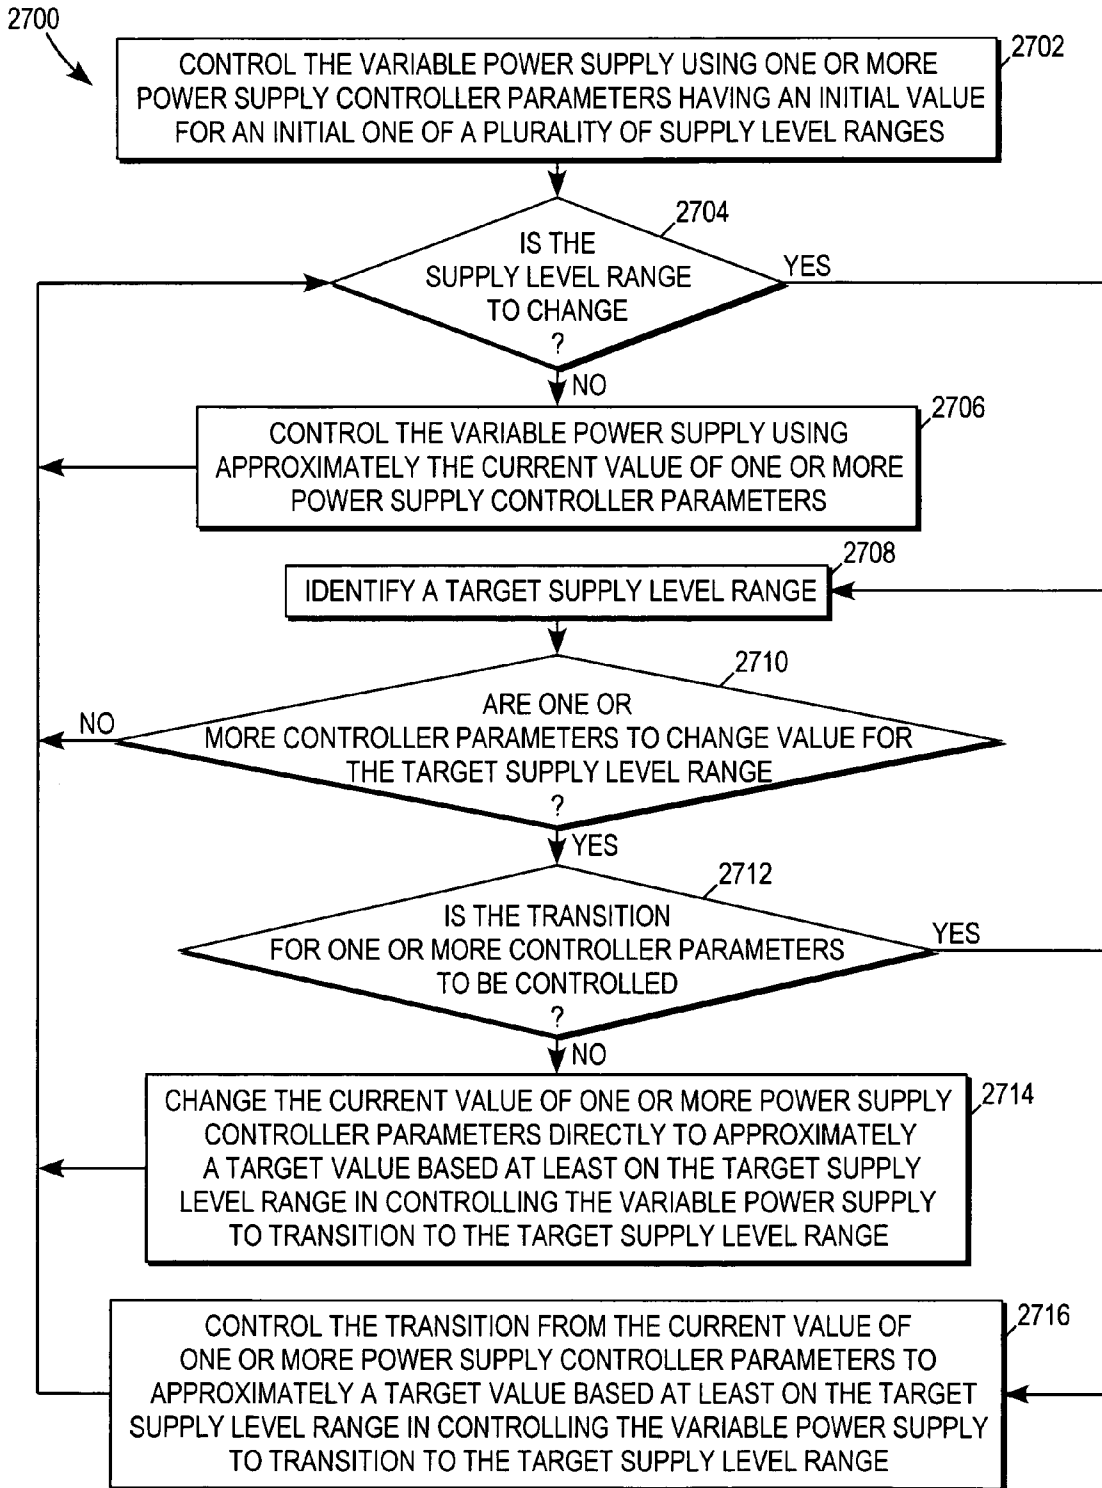 2700
2702
CONTROL THE VARIABLE POWER SUPPLY USING ONE OR MORE
POWER SUPPLY CONTROLLER PARAMETERS HAVING AN INITIAL VALUE
FOR AN INITIAL ONE OF A PLURALITY OF SUPPLY LEVEL RANGES
2704
IS THE
SUPPLY LEVEL RANGE
TO CHANGE
?
YES
NO
2706
CONTROL THE VARIABLE POWER SUPPLY USING
APPROXIMATELY THE CURRENT VALUE OF ONE OR MORE
POWER SUPPLY CONTROLLER PARAMETERS
2708
IDENTIFY A TARGET SUPPLY LEVEL RANGE
2710
ARE ONE OR
MORE CONTROLLER PARAMETERS TO CHANGE VALUE FOR
THE TARGET SUPPLY LEVEL RANGE
?
NO
YES
2712
IS THE TRANSITION
FOR ONE OR MORE CONTROLLER PARAMETERS
TO BE CONTROLLED
?
YES
NO
2714
CHANGE THE CURRENT VALUE OF ONE OR MORE POWER SUPPLY
CONTROLLER PARAMETERS DIRECTLY TO APPROXIMATELY
A TARGET VALUE BASED AT LEAST ON THE TARGET SUPPLY
LEVEL RANGE IN CONTROLLING THE VARIABLE POWER SUPPLY
TO TRANSITION TO THE TARGET SUPPLY LEVEL RANGE
2716
CONTROL THE TRANSITION FROM THE CURRENT VALUE OF
ONE OR MORE POWER SUPPLY CONTROLLER PARAMETERS TO
APPROXIMATELY A TARGET VALUE BASED AT LEAST ON THE TARGET
SUPPLY LEVEL RANGE IN CONTROLLING THE VARIABLE POWER SUPPLY
TO TRANSITION TO THE TARGET SUPPLY LEVEL RANGE